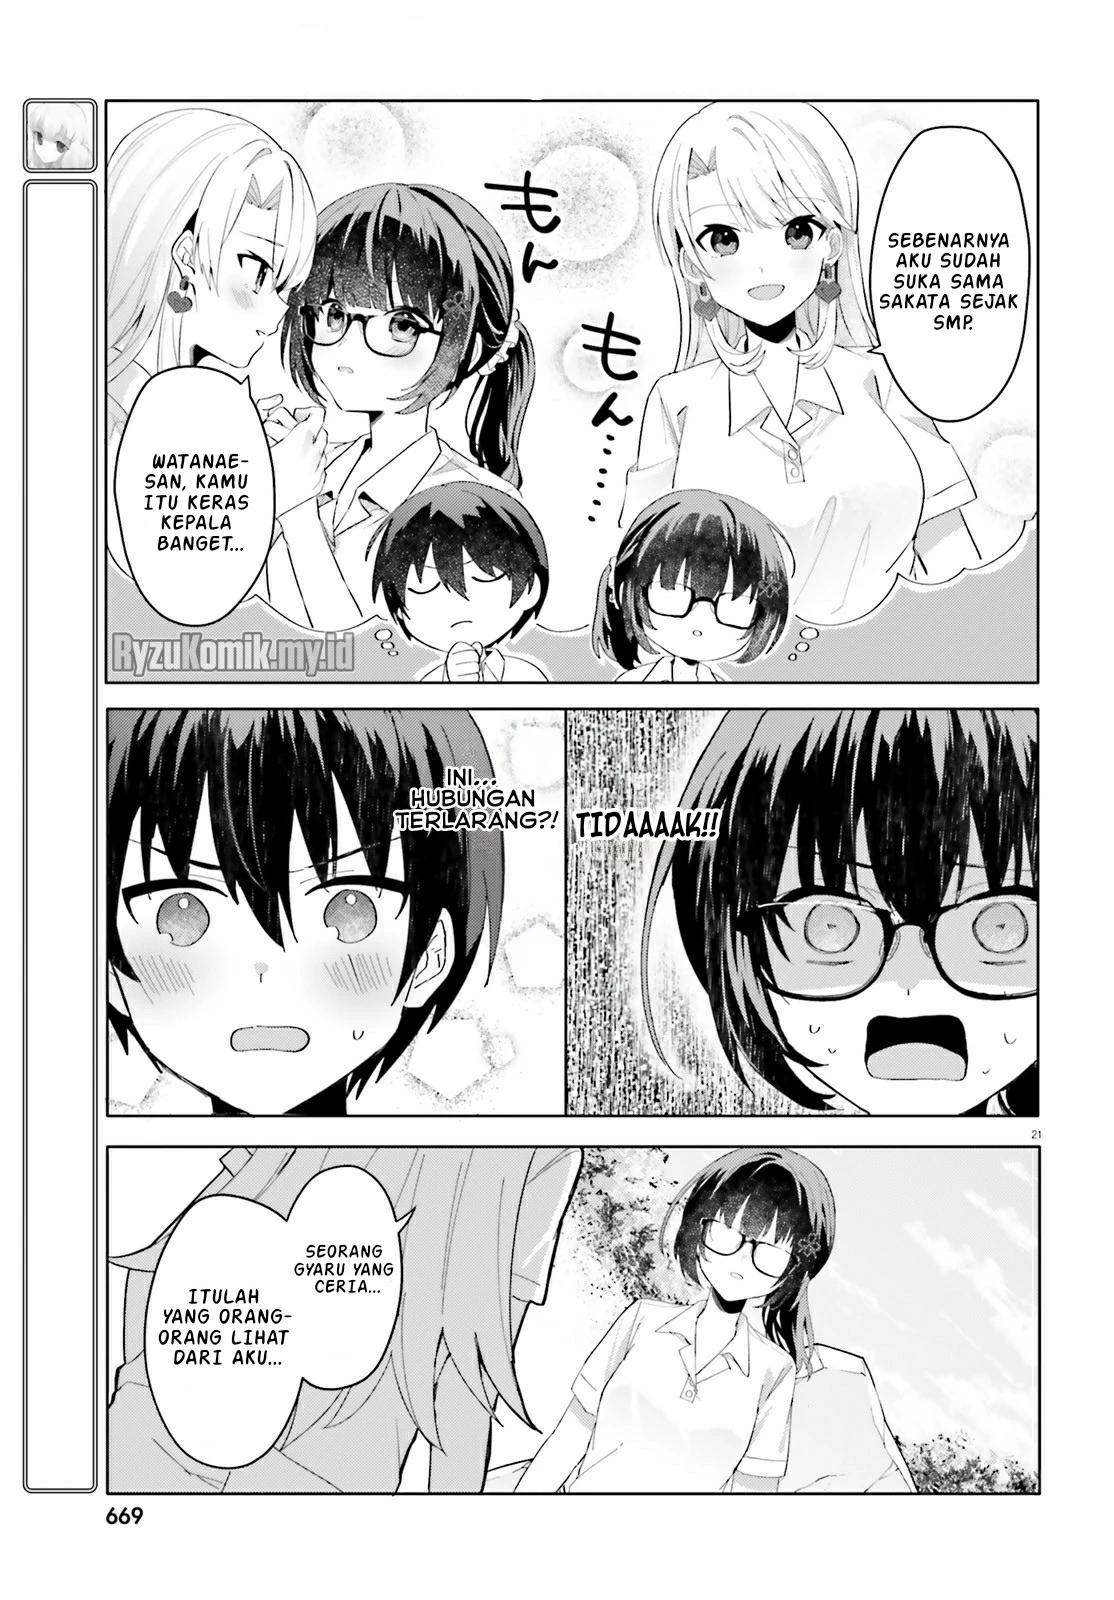 SEBENARNYA
AKU SUDAH
SUKA SAMA
SAKATA SEJAK
SMP.
もん
もん……
WATANAE-
SAN, KAMU
ITU KERAS
KEPALA
BANGET...
RyzuKomik.my.id
TIDAAAAK!!
INI...
HUBUNGAN
TERLARANG?!
21
SEORANG
GYARU YANG
CERIA...
ITULAH
YANG ORANG-
ORANG LIHAT
DARI AKU...
669